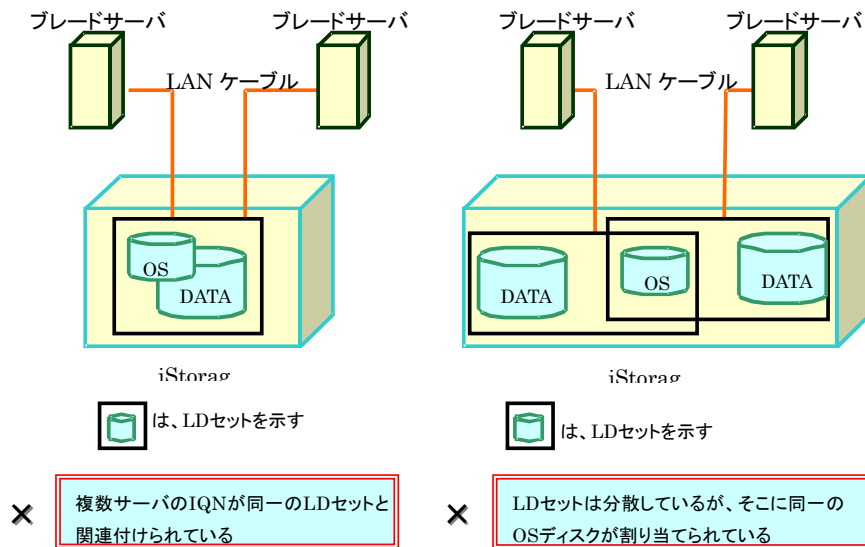 ブレードサーバ ブレードサーバ
LAN ケーブル
OS
DATA
iStorag
は、LDセットを示す
× 複数サーバのIQNが同一のLDセットと
関連付けられている
ブレードサーバ ブレードサーバ
LAN ケーブル
DATA OS DATA
iStorag
は、LDセットを示す
× LDセットは分散しているが、そこに同一の
OSディスクが割り当てられている